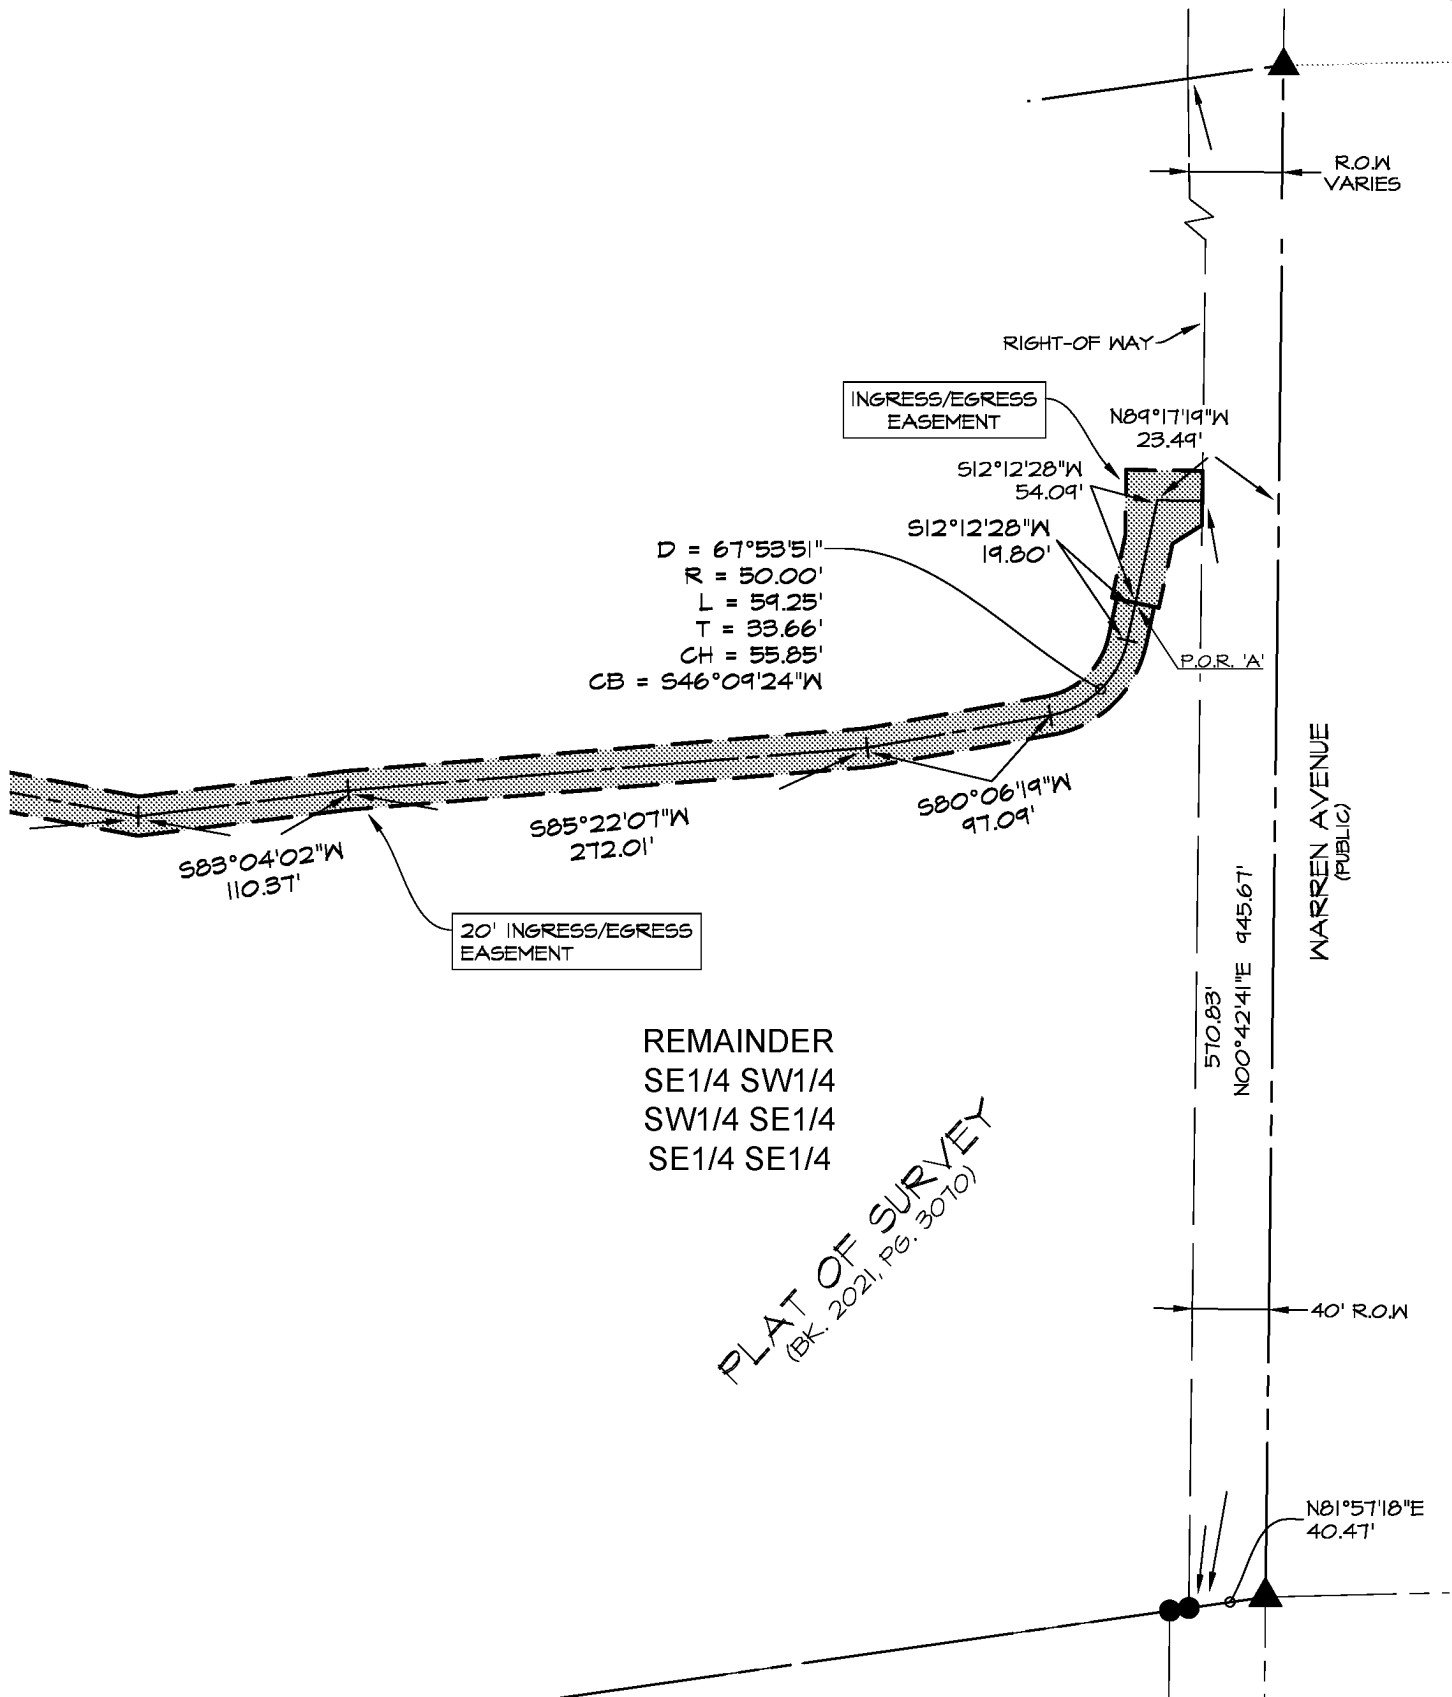 R.O.W
VARIES
RIGHT-OF WAY
INGRESS/EGRESS
EASEMENT
N89°17'19"W
23.49'
S12°12'28"W
54.09'
S12°12'28"W
19.80'
D = 67°53'51"
R = 50.00'
L = 59.25'
T = 33.66'
CH = 55.85'
CB = S46°09'24"W
P.O.R. 'A'
S80°06'19"W
97.09'
S85°22'07"W
272.01'
S83°04'02"W
110.37'
20' INGRESS/EGRESS
EASEMENT
WARREN AVENUE
(PUBLIC)
570.83'
N00°42'41"E 945.67'
REMAINDER
SE1/4 SW1/4
SW1/4 SE1/4
SE1/4 SE1/4
PLAT OF SURVEY
(BK. 2021, PG. 3070)
40' R.O.W
N81°57'18"E
40.47'